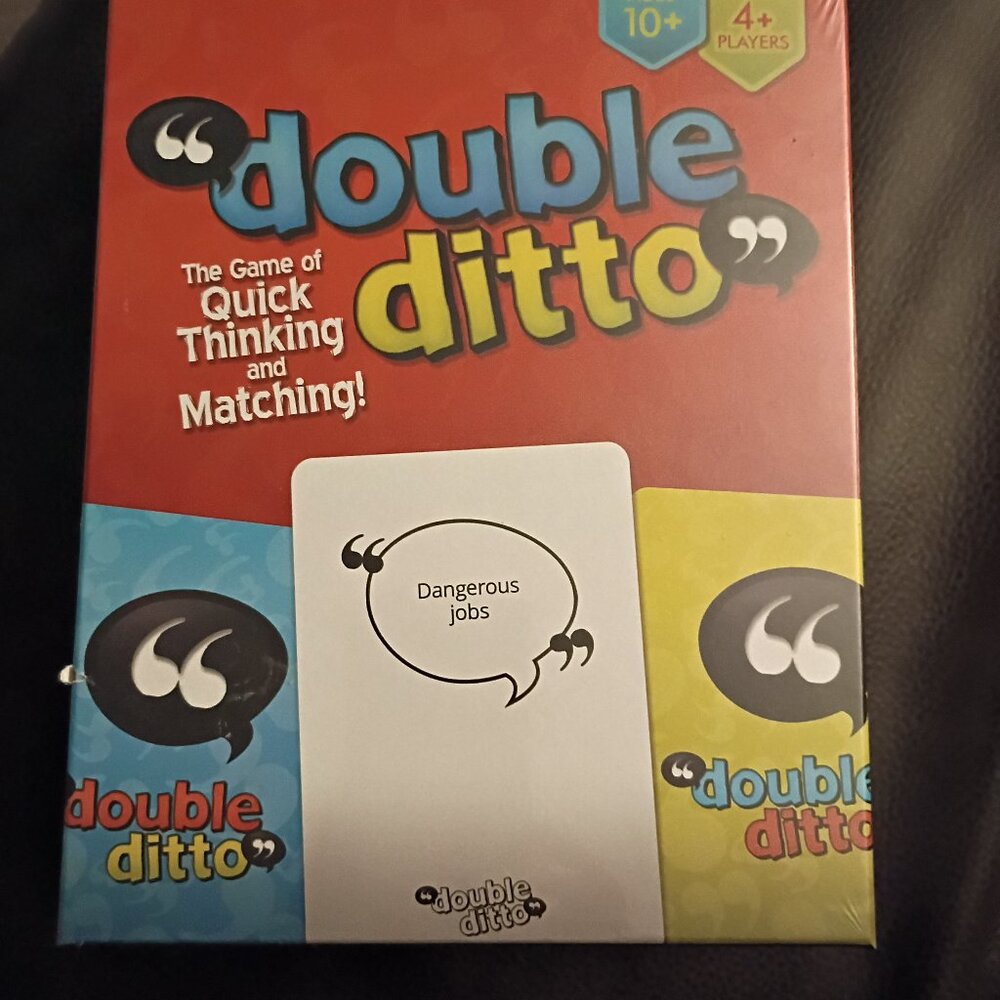 10+
4+
PLAYERS
“double
ditto”
The Game of
Quick
Thinking
and
Matching!
“
Dangerous
jobs
”
“
double
ditto”
“
“double
ditto
“double
ditto”